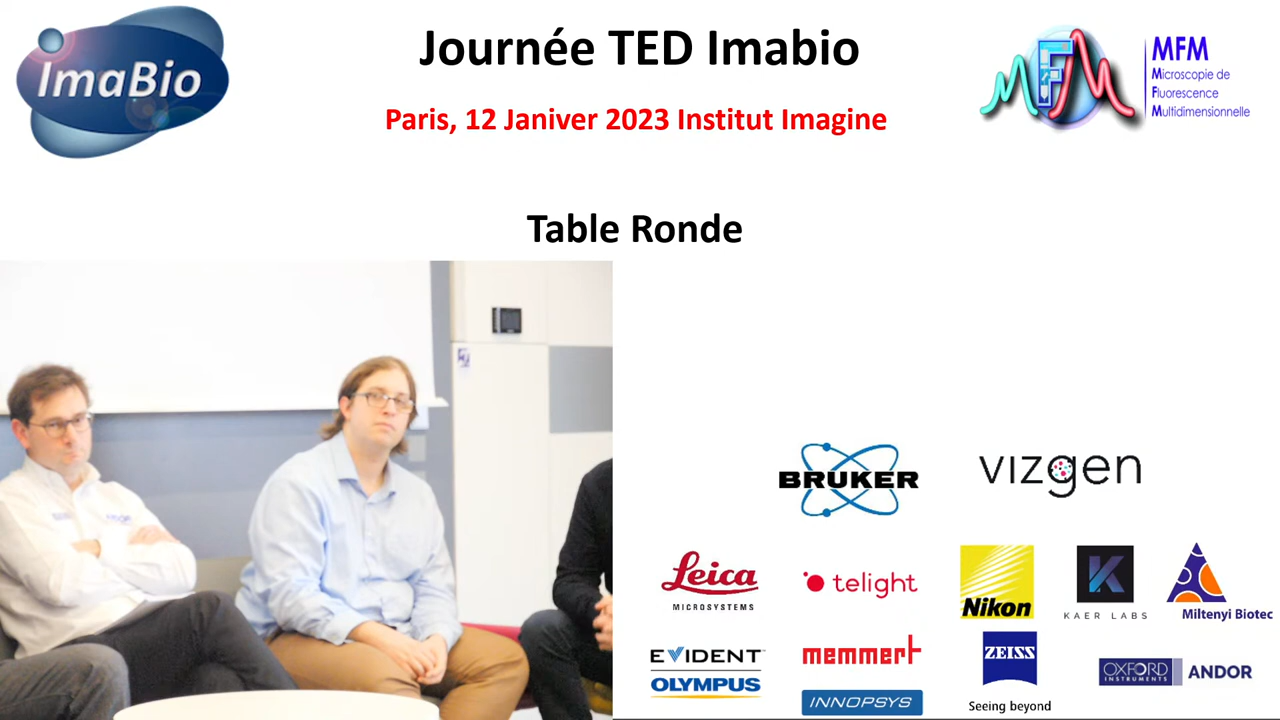 ImaBio
Journée TED Imabio
Paris, 12 Janiver 2023 Institut Imagine
MFM
Microscopie de
Fluorescence
Multidimensionnelle
Table Ronde
BRUKER
vizgen
Leica
MICROSYSTEMS
telight
Nikon
KAER LABS
Miltenyi Biotec
EVIDENT
OLYMPUS
memmert
INNOPSYS
ZEISS
Seeing beyond
OXFORD
INSTRUMENTS
ANDOR